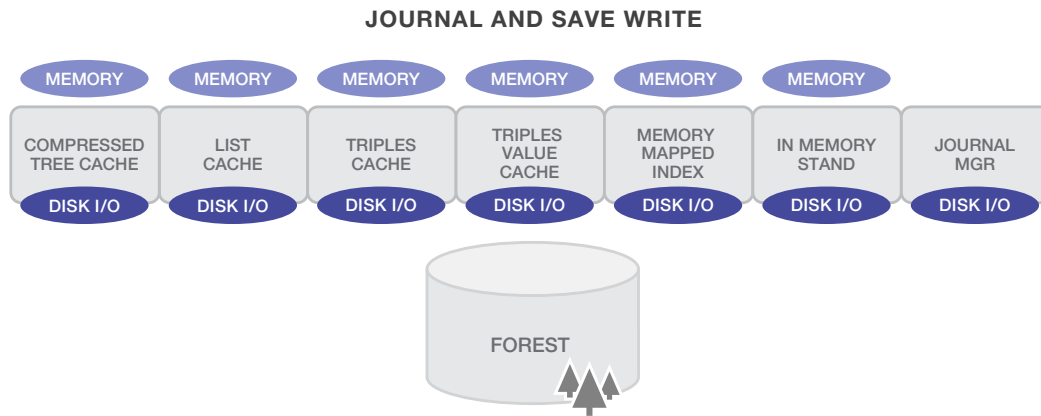 JOURNAL AND SAVE WRITE
MEMORY MEMORY MEMORY MEMORY MEMORY MEMORY
COMPRESSED
TREE CACHE
LIST
CACHE
TRIPLES
CACHE
TRIPLES
VALUE
CACHE
MEMORY
MAPPED
INDEX
IN MEMORY
STAND
JOURNAL
MGR
DISK I/O DISK I/O DISK I/O DISK I/O DISK I/O DISK I/O DISK I/O
FOREST